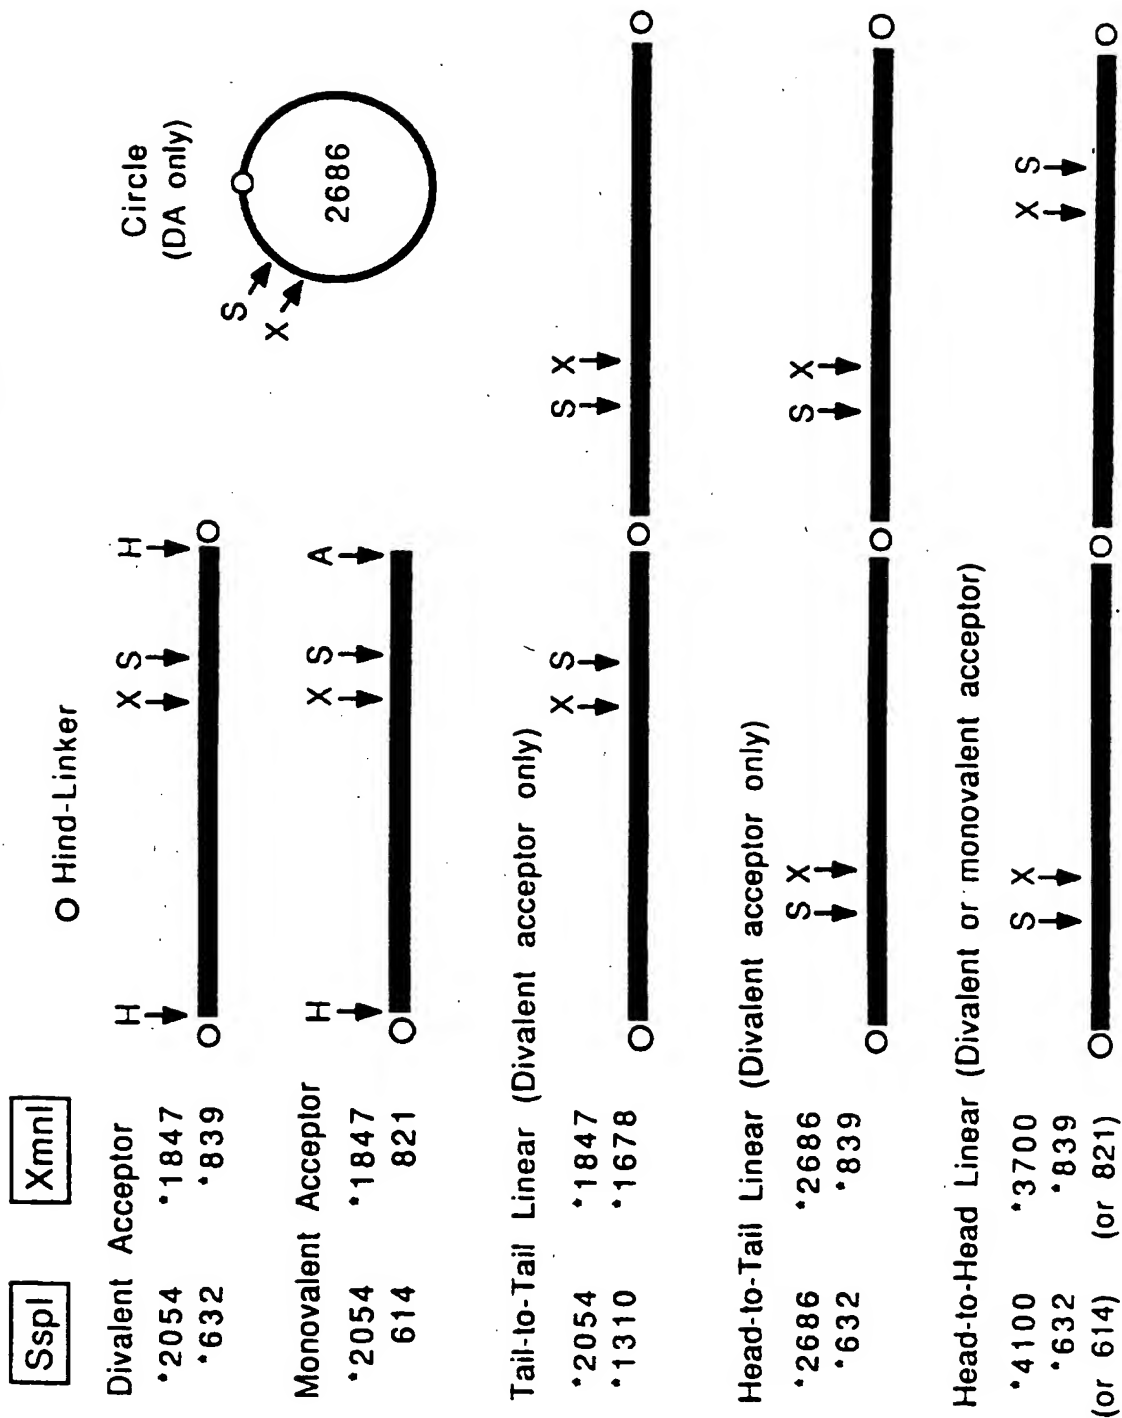 SspI XmnI
O Hind-Linker
Divalent Acceptor
*2054 *1847
*632 *839
H X S H
Circle
(DA only)
S
X
2686
Monovalent Acceptor
*2054 *1847
614 821
H X S A
Tail-to-Tail Linear (Divalent acceptor only)
*2054 *1847
*1310 *1678
X S S X
Head-to-Tail Linear (Divalent acceptor only)
*2686 *2686
*632 *839
S X S X
Head-to-Head Linear (Divalent or monovalent acceptor)
*4100 *3700
*632 *839
(or 614) (or 821)
S X X S